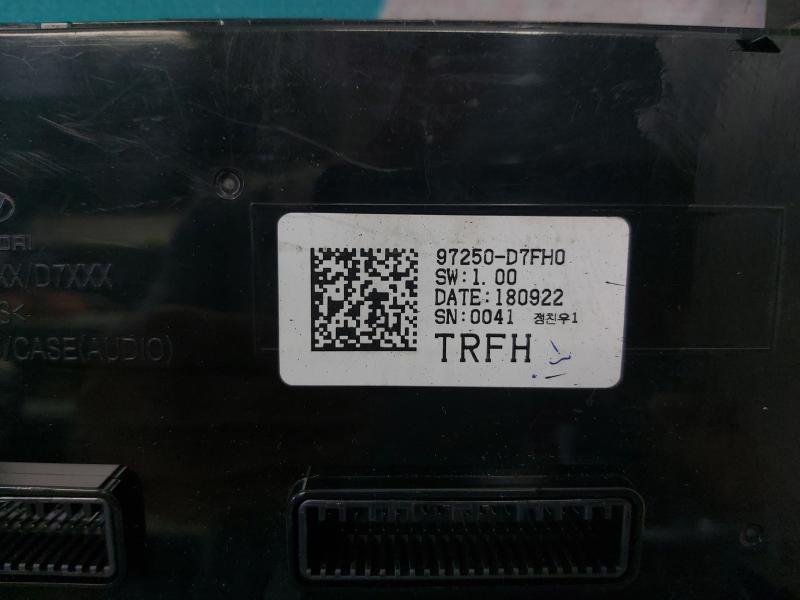 97250-D7FH0
SW:1.00
DATE:180922
SN:0041 정진우1
TRFH
XX/D7XXX
/CASE(AUDIO)